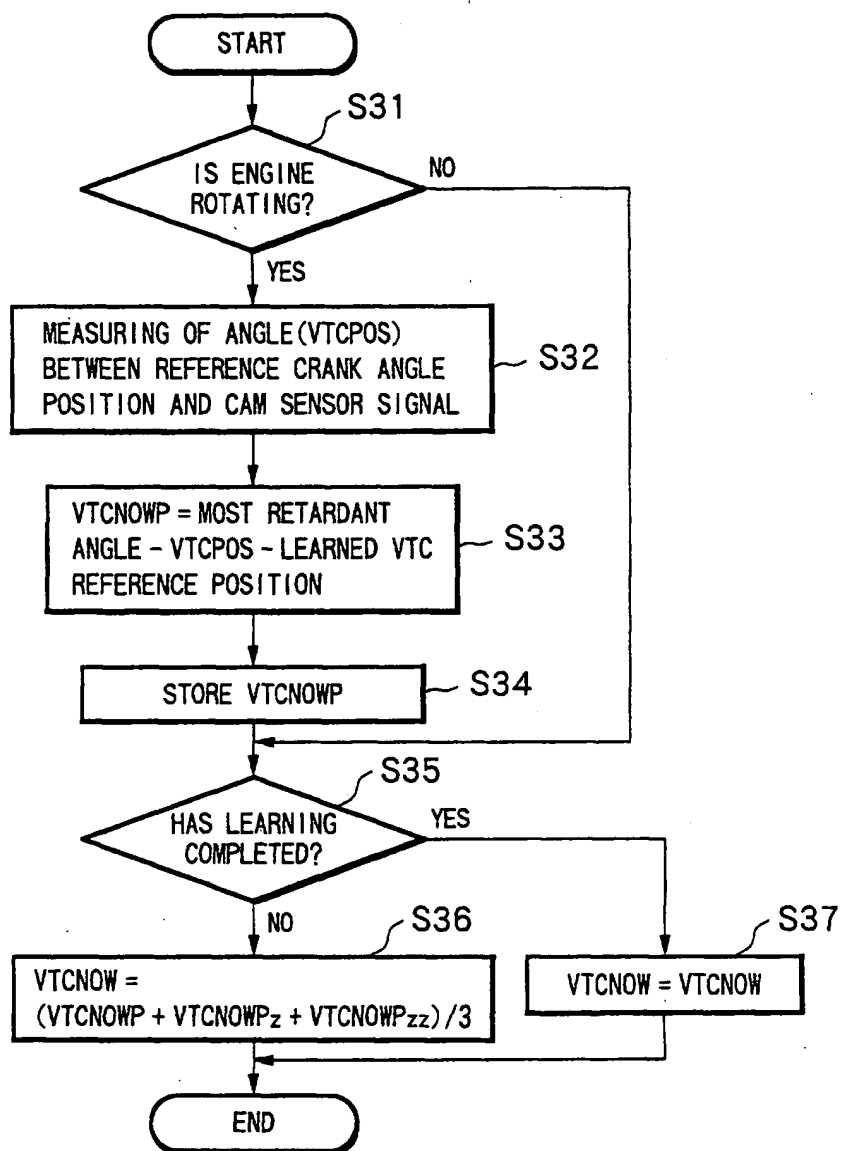 START
S31
IS ENGINE
ROTATING?
NO
YES
MEASURING OF ANGLE(VTCPOS)
BETWEEN REFERENCE CRANK ANGLE
POSITION AND CAM SENSOR SIGNAL
S32
VTCNOWP = MOST RETARDANT
ANGLE - VTCPOS - LEARNED VTC
REFERENCE POSITION
S33
STORE VTCNOWP
S34
S35
HAS LEARNING
COMPLETED?
YES
NO
S36
S37
VTCNOW =
(VTCNOWP + VTCNOWPz + VTCNOWPzz)/3
VTCNOW = VTCNOW
END